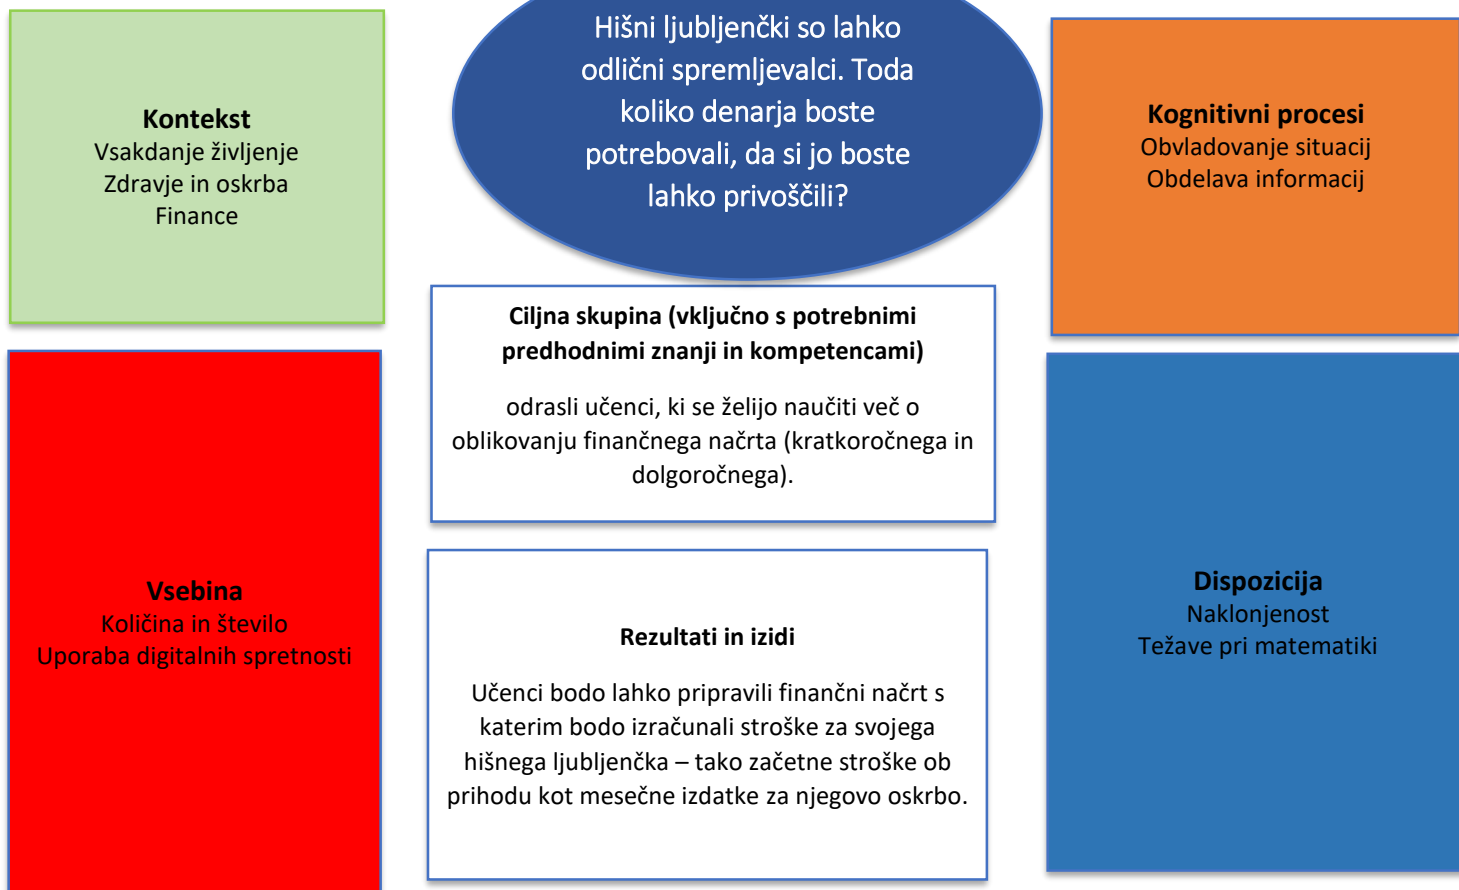 Hišni ljubljenčki so lahko
odlični spremljevalci. Toda
koliko denarja boste
potrebovali, da si jo boste
lahko privoščili?
Kontekst
Vsakdanje življenje
Zdravje in oskrba
Finance
Kognitivni procesi
Obvladovanje situacij
Obdelava informacij
Ciljna skupina (vključno s potrebnimi
predhodnimi znanji in kompetencami)
odrasli učenci, ki se želijo naučiti več o
oblikovanju finančnega načrta (kratkoročnega in
dolgoročnega).
Vsebina
Količina in število
Uporaba digitalnih spretnosti
Rezultati in izidi
Učenci bodo lahko pripravili finančni načrt s
katerim bodo izračunali stroške za svojega
hišnega ljubljenčka – tako začetne stroške ob
prihodu kot mesečne izdatke za njegovo oskrbo.
Dispozicija
Naklonjenost
Težave pri matematiki